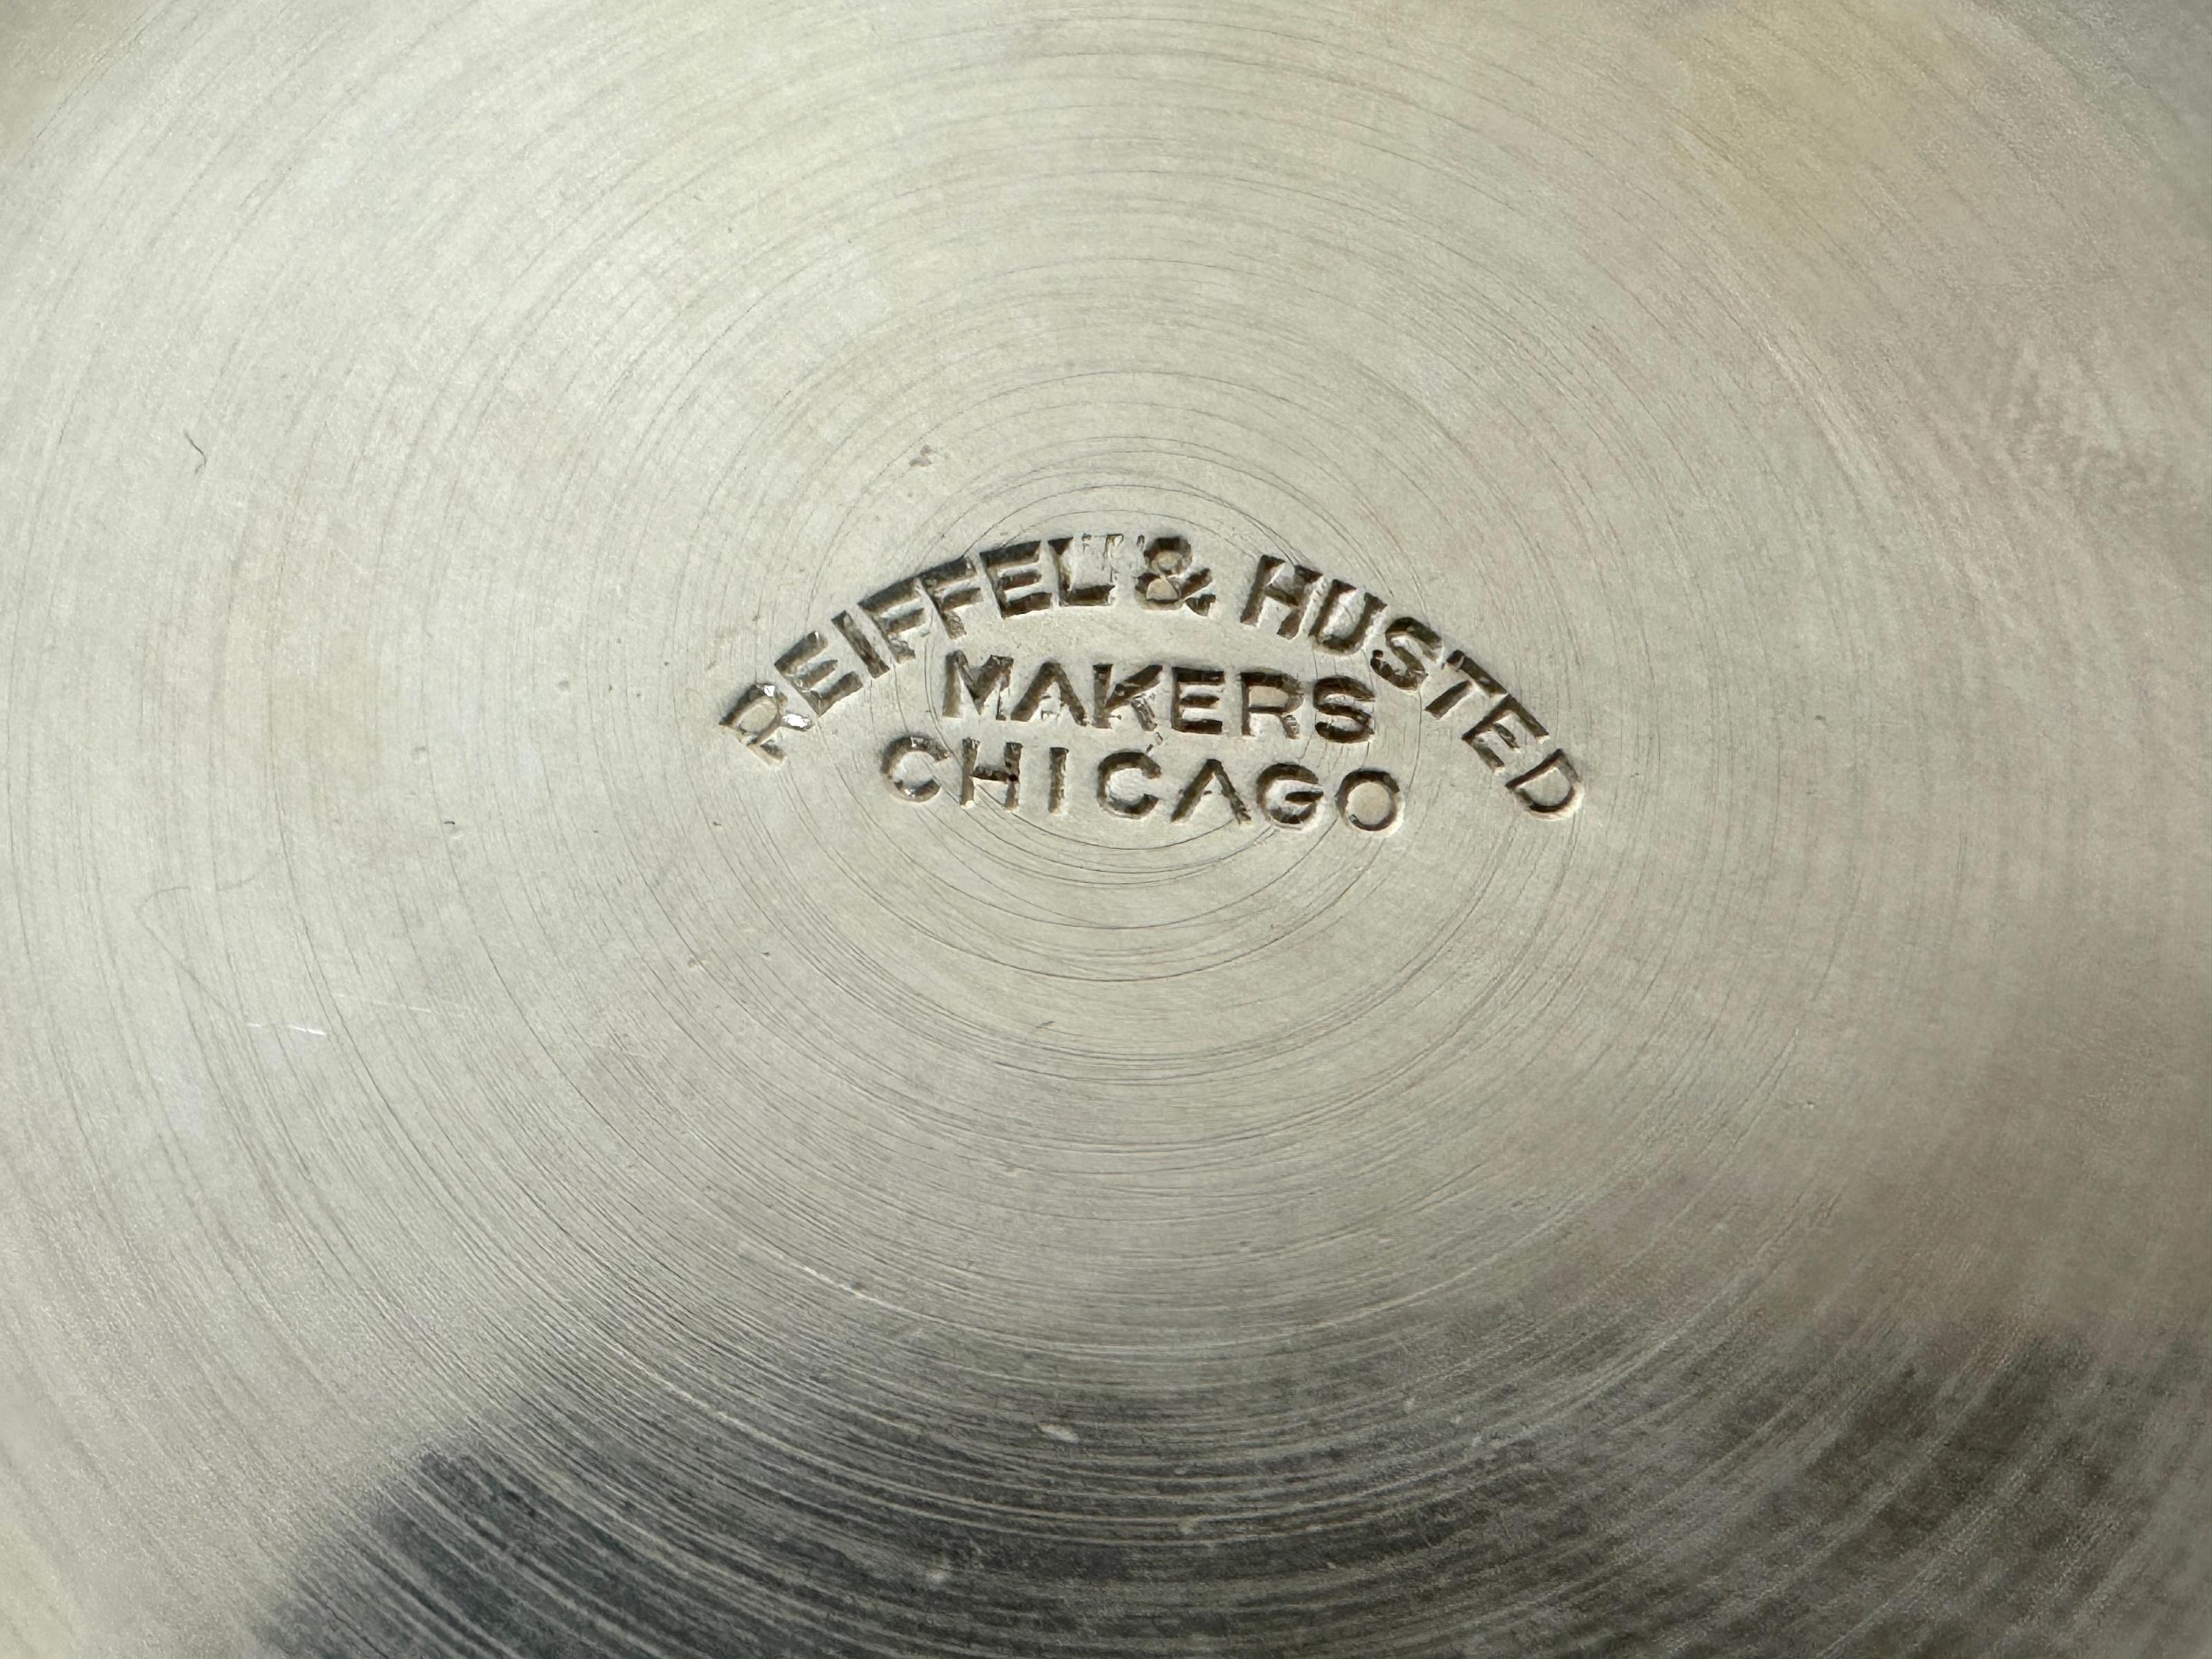 REIFFEL & HUSTED
MAKERS
CHICAGO